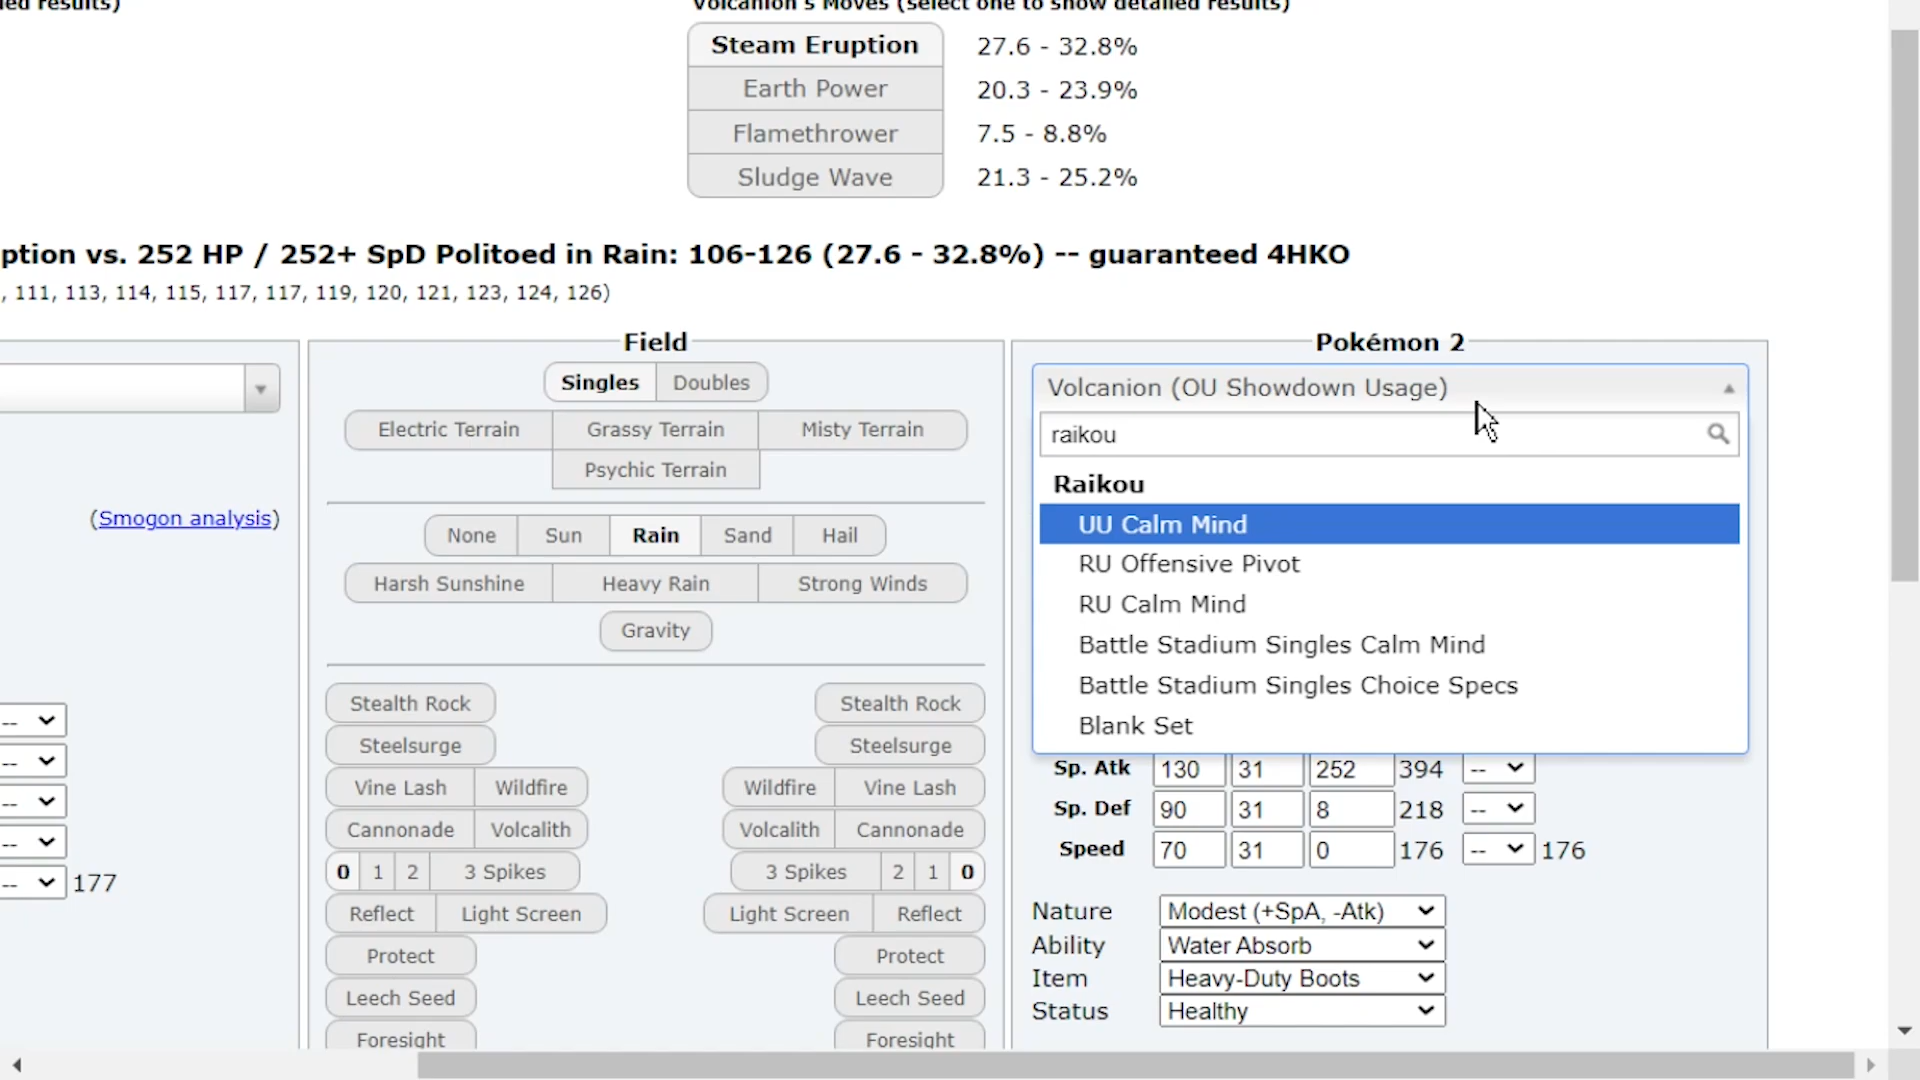 led results)
Volcanion's Moves (select one to show detailed results)
Steam Eruption 27.6 - 32.8%
Earth Power 20.3 - 23.9%
Flamethrower 7.5 - 8.8%
Sludge Wave 21.3 - 25.2%
ption vs. 252 HP / 252+ SpD Politoed in Rain: 106-126 (27.6 - 32.8%) -- guaranteed 4HKO
, 111, 113, 114, 115, 117, 117, 119, 120, 121, 123, 124, 126)
(Smogon analysis)
--
--
--
--
-- 177
Field
Singles Doubles
Electric Terrain Grassy Terrain Misty Terrain
Psychic Terrain
None Sun Rain Sand Hail
Harsh Sunshine Heavy Rain Strong Winds
Gravity
Stealth Rock Stealth Rock
Steelsurge Steelsurge
Vine Lash Wildfire Wildfire Vine Lash
Cannonade Volcalith Volcalith Cannonade
0 1 2 3 Spikes 3 Spikes 2 1 0
Reflect Light Screen Light Screen Reflect
Protect Protect
Leech Seed Leech Seed
Foresight Foresight
Pokémon 2
Volcanion (OU Showdown Usage)
raikou
Raikou
UU Calm Mind
RU Offensive Pivot
RU Calm Mind
Battle Stadium Singles Calm Mind
Battle Stadium Singles Choice Specs
Blank Set
Sp. Atk 130 31 252 394 --
Sp. Def 90 31 8 218 --
Speed 70 31 0 176 -- 176
Nature Modest (+SpA, -Atk)
Ability Water Absorb
Item Heavy-Duty Boots
Status Healthy